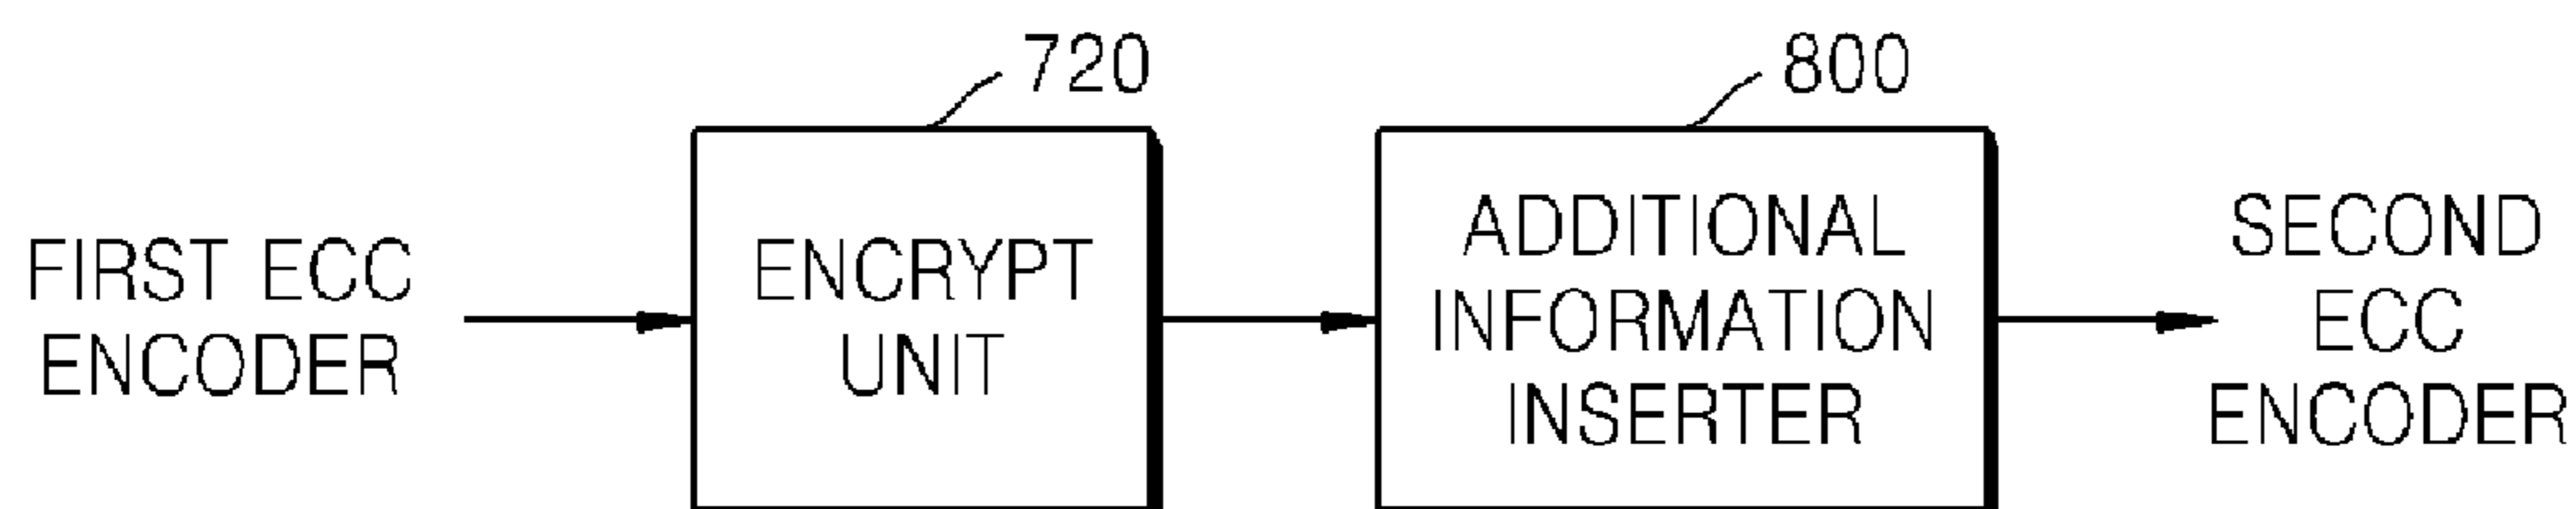 720
800
FIRST ECC
ENCODER
ENCRYPT
UNIT
ADDITIONAL
INFORMATION
INSERTER
SECOND
ECC
ENCODER